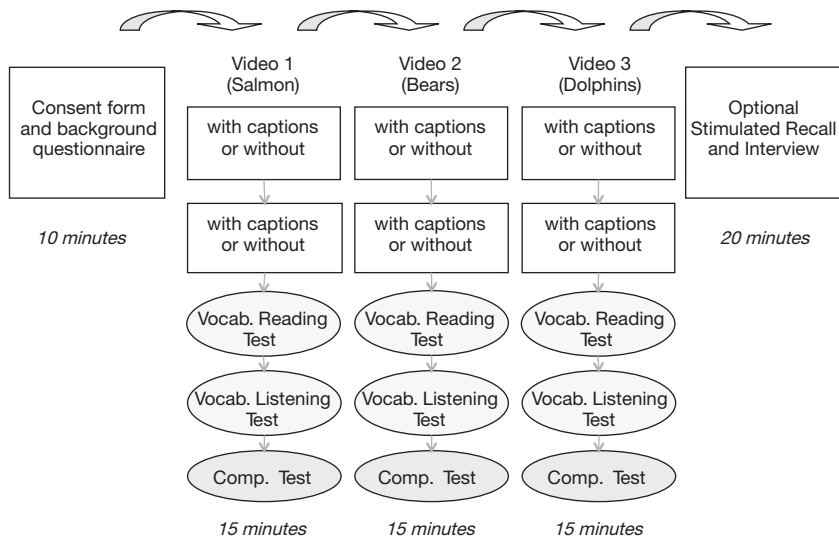 Consent form
and background
questionnaire
10 minutes
Video 1
(Salmon)
with captions
or without
with captions
or without
Vocab. Reading
Test
Vocab. Listening
Test
Comp. Test
15 minutes
Video 2
(Bears)
with captions
or without
with captions
or without
Vocab. Reading
Test
Vocab. Listening
Test
Comp. Test
15 minutes
Video 3
(Dolphins)
with captions
or without
with captions
or without
Vocab. Reading
Test
Vocab. Listening
Test
Comp. Test
15 minutes
Optional
Stimulated Recall
and Interview
20 minutes